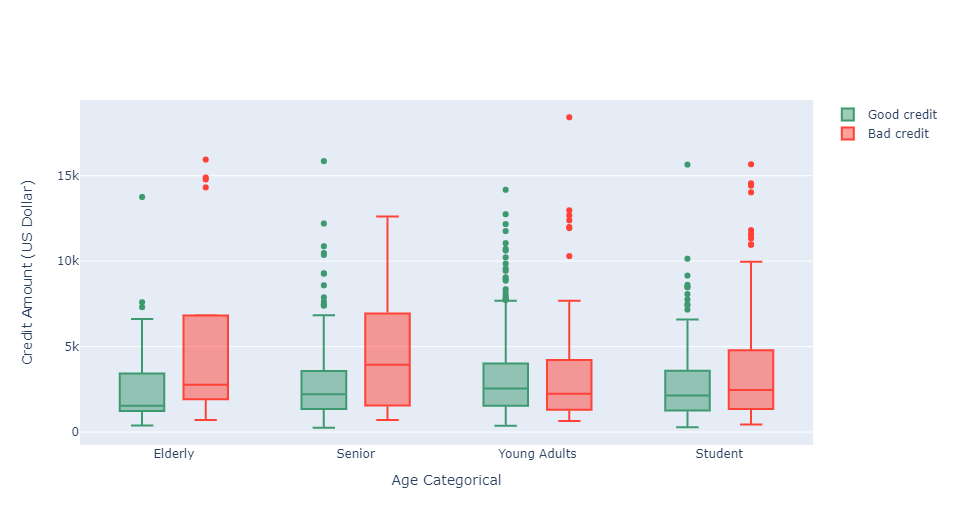 Good credit
Bad credit
Credit Amount (US Dollar)
15k
10k
5k
0
Elderly
Senior
Young Adults
Student
Age Categorical